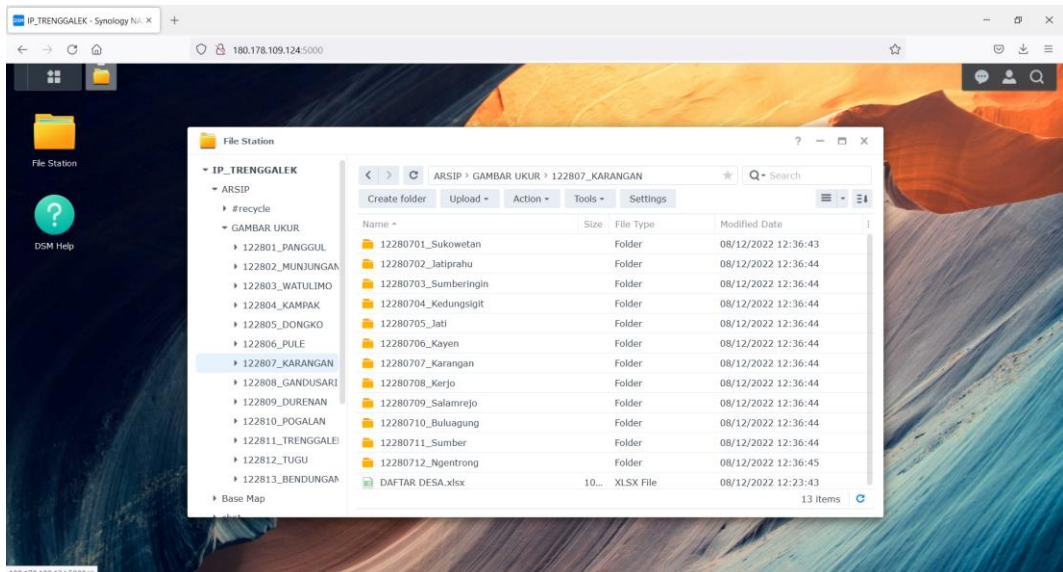 IP_TRENGGALEK - Synology NA
180.178.109.124:5000
File Station
DSM Help
File Station
IP_TRENGGALEK
ARSIP
#recycle
GAMBAR UKUR
122801_PANGGUL
122802_MUNJUNGAN
122803_WATULIMO
122804_KAMPAK
122805_DONGKO
122806_PULE
122807_KARANGAN
122808_GANDUSARI
122809_DURENAN
122810_POGALAN
122811_TRENGGALE
122812_TUGU
122813_BENDUNGAN
Base Map
ARSIP › GAMBAR UKUR › 122807_KARANGAN
Search
Create folder Upload Action Tools Settings
Name Size File Type Modified Date
12280701_Sukowetan Folder 08/12/2022 12:36:43
12280702_Jatiprahu Folder 08/12/2022 12:36:44
12280703_Sumberingin Folder 08/12/2022 12:36:44
12280704_Kedungsigit Folder 08/12/2022 12:36:44
12280705_Jati Folder 08/12/2022 12:36:44
12280706_Kayen Folder 08/12/2022 12:36:44
12280707_Karangan Folder 08/12/2022 12:36:44
12280708_Kerjo Folder 08/12/2022 12:36:44
12280709_Salamrejo Folder 08/12/2022 12:36:44
12280710_Buluagung Folder 08/12/2022 12:36:44
12280711_Sumber Folder 08/12/2022 12:36:44
12280712_Ngentrong Folder 08/12/2022 12:36:45
DAFTAR DESA.xlsx 10... XLSX File 08/12/2022 12:23:43
13 items